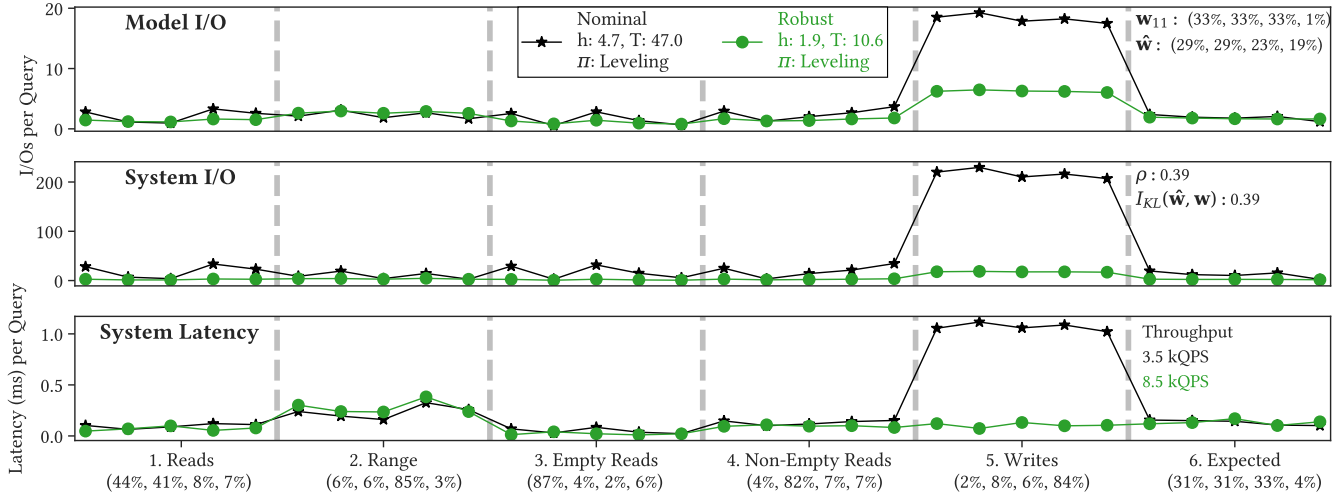 Model I/O
Nominal
h: 4.7, T: 47.0
π: Leveling
Robust
h: 1.9, T: 10.6
π: Leveling
w₁₁ : (33%, 33%, 33%, 1%)
ŵ : (29%, 29%, 23%, 19%)
20
10
0
I/Os per Query
System I/O
ρ : 0.39
I_KL(ŵ, w) : 0.39
200
100
0
System Latency
Throughput
3.5 kQPS
8.5 kQPS
1.0
0.5
0.0
Latency (ms) per Query
1. Reads
(44%, 41%, 8%, 7%)
2. Range
(6%, 6%, 85%, 3%)
3. Empty Reads
(87%, 4%, 2%, 6%)
4. Non-Empty Reads
(4%, 82%, 7%, 7%)
5. Writes
(2%, 8%, 6%, 84%)
6. Expected
(31%, 31%, 33%, 4%)